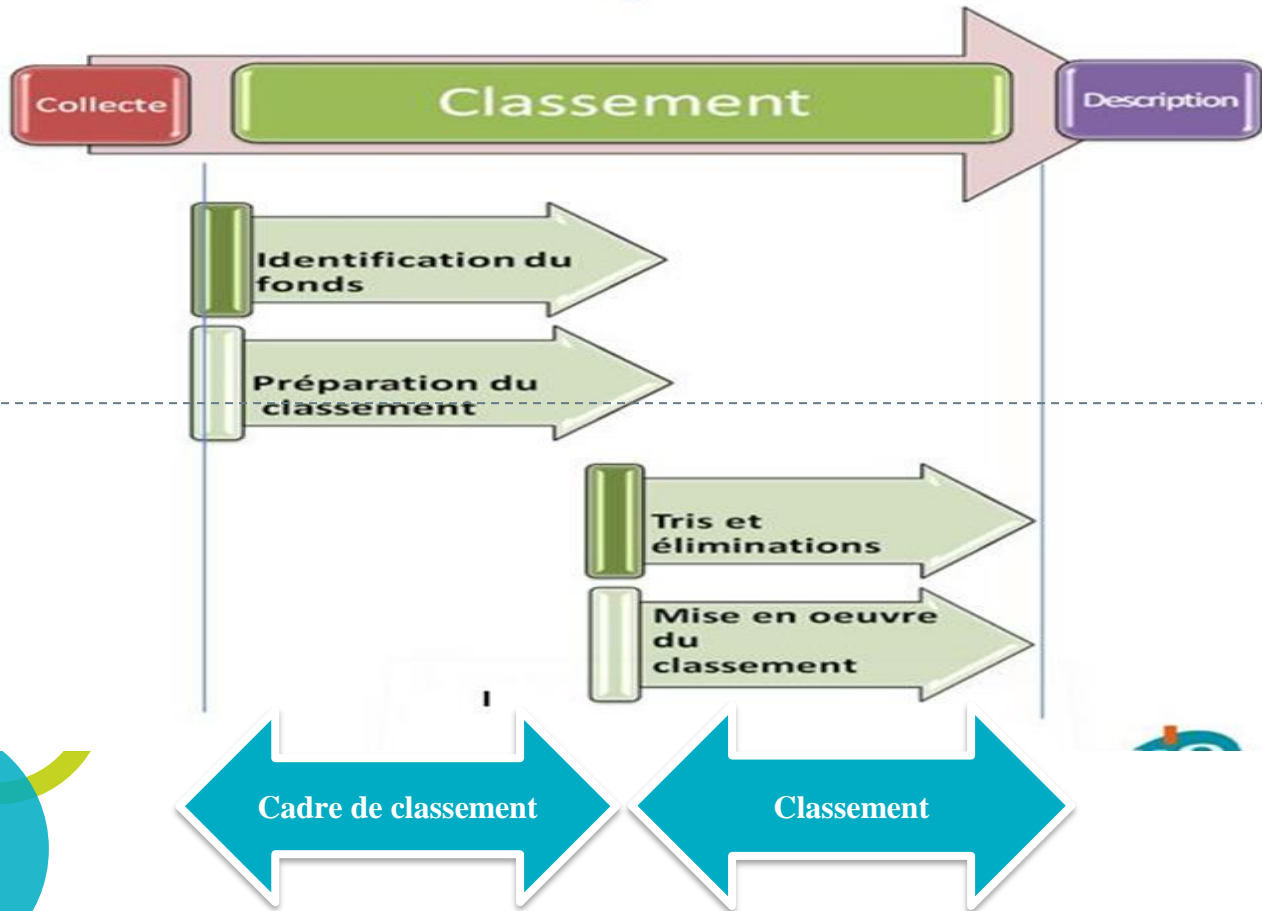 Collecte
Classement
Description
Identification du
fonds
Préparation du
classement
Tris et
éliminations
Mise en oeuvre
du
classement
I
Cadre de classement
Classement